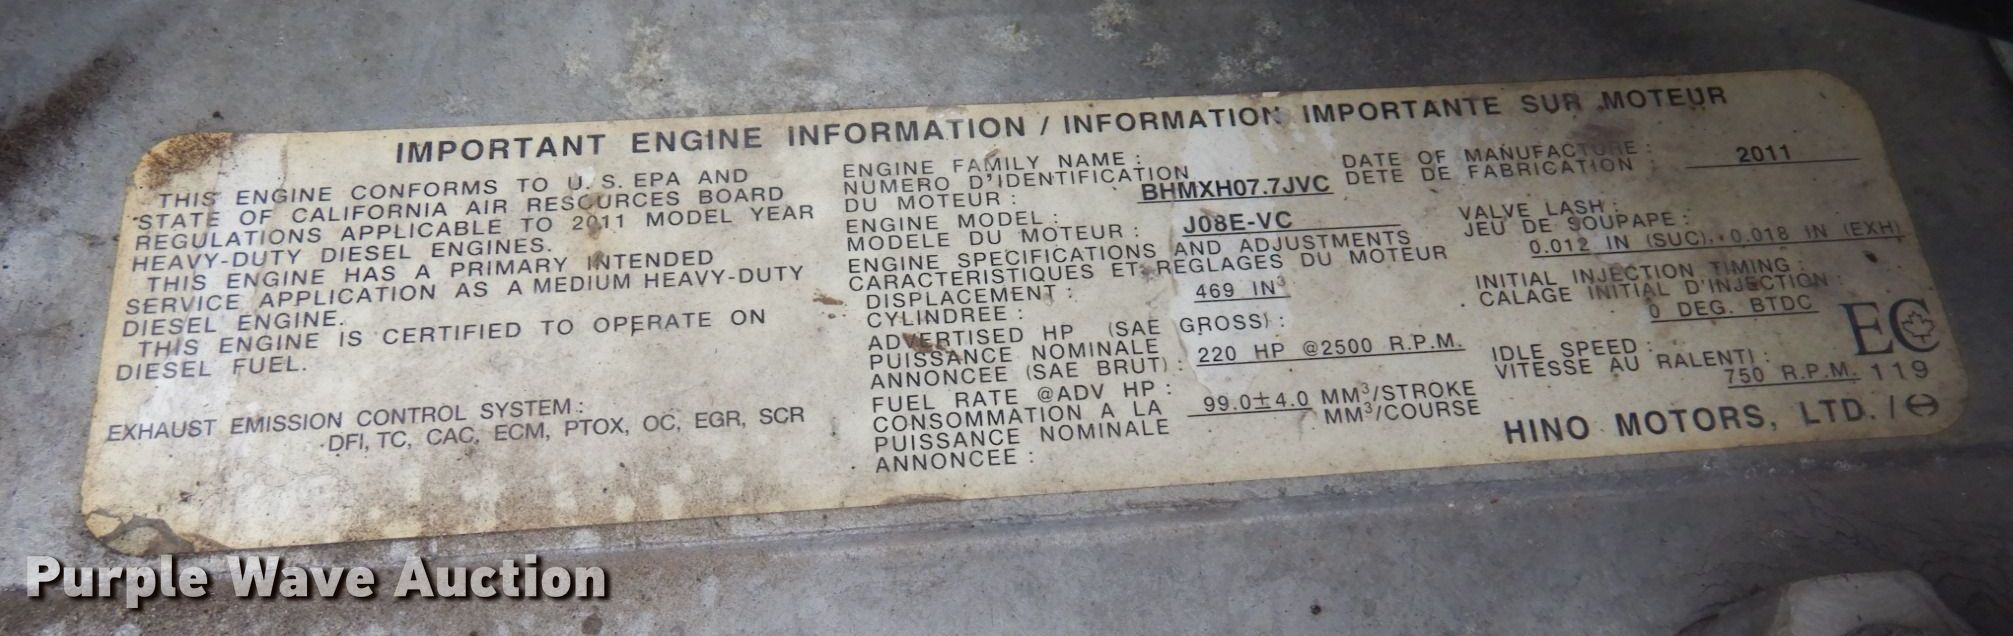 IMPORTANT ENGINE INFORMATION / INFORMATION IMPORTANTE SUR MOTEUR
THIS ENGINE CONFORMS TO U.S. EPA AND
STATE OF CALIFORNIA AIR RESOURCES BOARD
REGULATIONS APPLICABLE TO 2011 MODEL YEAR
HEAVY-DUTY DIESEL ENGINES.
THIS ENGINE HAS A PRIMARY INTENDED
SERVICE APPLICATION AS A MEDIUM HEAVY-DUTY
DIESEL ENGINE.
THIS ENGINE IS CERTIFIED TO OPERATE ON
DIESEL FUEL.
EXHAUST EMISSION CONTROL SYSTEM:
DFI, TC, CAC, ECM, PTOX, OC, EGR, SCR
ENGINE FAMILY NAME:
NUMERO D'IDENTIFICATION
DU MOTEUR: BHMXH07.7JVC
ENGINE MODEL:
MODELE DU MOTEUR: J08E-VC
ENGINE SPECIFICATIONS AND ADJUSTMENTS
CARACTERISTIQUES ET REGLAGES DU MOTEUR
DISPLACEMENT:
CYLINDREE: 469 IN³
ADVERTISED HP (SAE GROSS):
PUISSANCE NOMINALE
ANNONCEE (SAE BRUT): 220 HP @2500 R.P.M.
FUEL RATE @ADV HP:
CONSOMMATION A LA
PUISSANCE NOMINALE
ANNONCEE:
99.0±4.0 MM³/STROKE
MM³/COURSE
DATE OF MANUFACTURE:
DETE DE FABRICATION: 2011
VALVE LASH:
JEU DE SOUPAPE:
0.012 IN (SUC), 0.018 IN (EXH)
INITIAL INJECTION TIMING:
CALAGE INITIAL D'INJECTION:
0 DEG. BTDC
IDLE SPEED:
VITESSE AU RALENTI:
750 R.P.M.
EC
119
HINO MOTORS, LTD. /
Purple Wave Auction